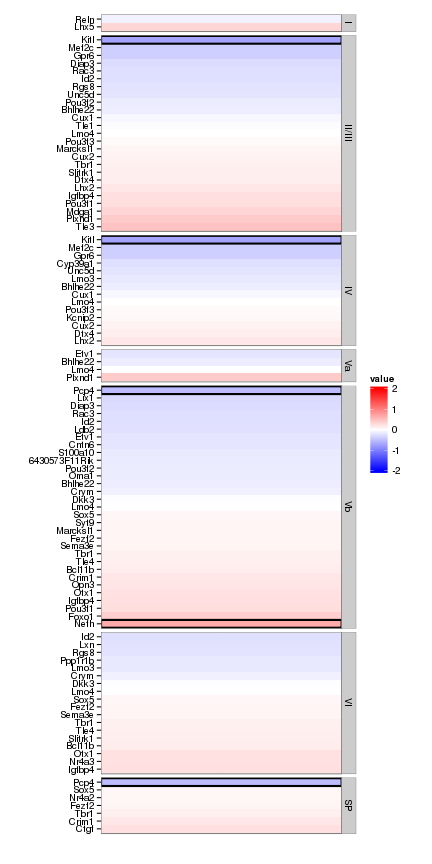 Reln
Lhx5
I
Kitl
Mef2c
Gpr6
Diap3
Rac3
Id2
Rgs8
Unc5d
Pou3f2
Bhlhe22
Cux1
Tle1
Lmo4
Pou3f3
Marcksl1
Cux2
Tbr1
Slitrk1
Dtx4
Lhx2
Igfbp4
Pou3f1
Mdga1
Plxnd1
Tle3
II/III
Kitl
Mef2c
Gpr6
Cyp39a1
Unc5d
Lmo3
Bhlhe22
Cux1
Lmo4
Pou3f3
Kcnip2
Cux2
Dtx4
Lhx2
IV
Etv1
Bhlhe22
Lmo4
Plxnd1
Va
Pcp4
Lix1
Diap3
Rac3
Id2
Ldb2
Etv1
Cntn6
S100a10
6430573F11Rik
Pou3f2
Oma1
Bhlhe22
Crym
Dkk3
Lmo4
Sox5
Syt9
Marcksl1
Fezf2
Sema3e
Tbr1
Tle4
Bcl11b
Crim1
Opn3
Otx1
Igfbp4
Pou3f1
Foxo1
Nefh
Vb
Id2
Lxn
Rgs8
Ppp1r1b
Lmo3
Crym
Dkk3
Lmo4
Sox5
Fezf2
Sema3e
Tbr1
Tle4
Slitrk1
Bcl11b
Otx1
Nr4a3
Igfbp4
VI
Pcp4
Sox5
Nr4a2
Fezf2
Tbr1
Crim1
Ctgf
SP
value
2
1
0
-1
-2